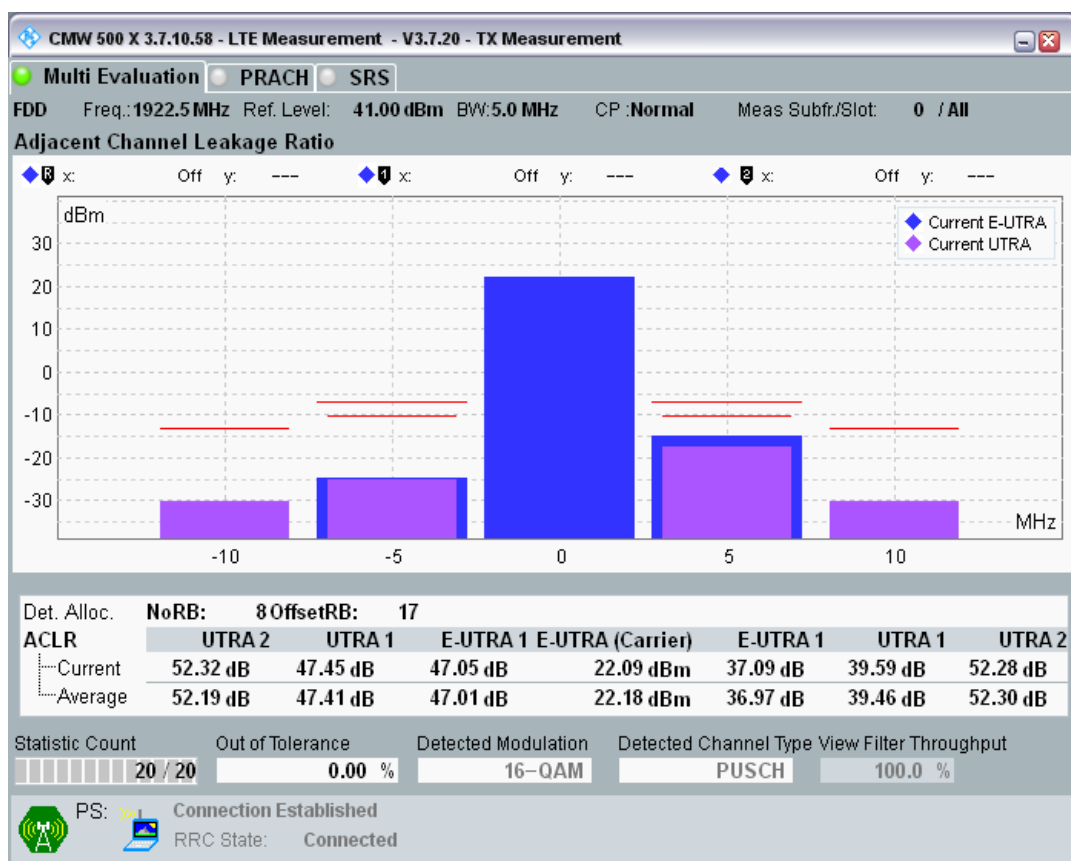 CMW 500 X 3.7.10.58 - LTE Measurement - V3.7.20 - TX Measurement
Multi Evaluation PRACH SRS
FDD Freq.: 1922.5 MHz Ref. Level: 41.00 dBm BW: 5.0 MHz CP : Normal Meas Subfr./Slot: 0 / All
Adjacent Channel Leakage Ratio
R x: Off y: --- 1 x: Off y: --- 2 x: Off y: ---
dBm
Current E-UTRA
Current UTRA
30
20
10
0
-10
-20
-30
MHz
-10 -5 0 5 10
Det. Alloc. NoRB: 8 OffsetRB: 17
ACLR UTRA 2 UTRA 1 E-UTRA 1 E-UTRA (Carrier) E-UTRA 1 UTRA 1 UTRA 2
Current 52.32 dB 47.45 dB 47.05 dB 22.09 dBm 37.09 dB 39.59 dB 52.28 dB
Average 52.19 dB 47.41 dB 47.01 dB 22.18 dBm 36.97 dB 39.46 dB 52.30 dB
Statistic Count Out of Tolerance Detected Modulation Detected Channel Type View Filter Throughput
20 / 20 0.00 % 16-QAM PUSCH 100.0 %
PS: Connection Established
RRC State: Connected